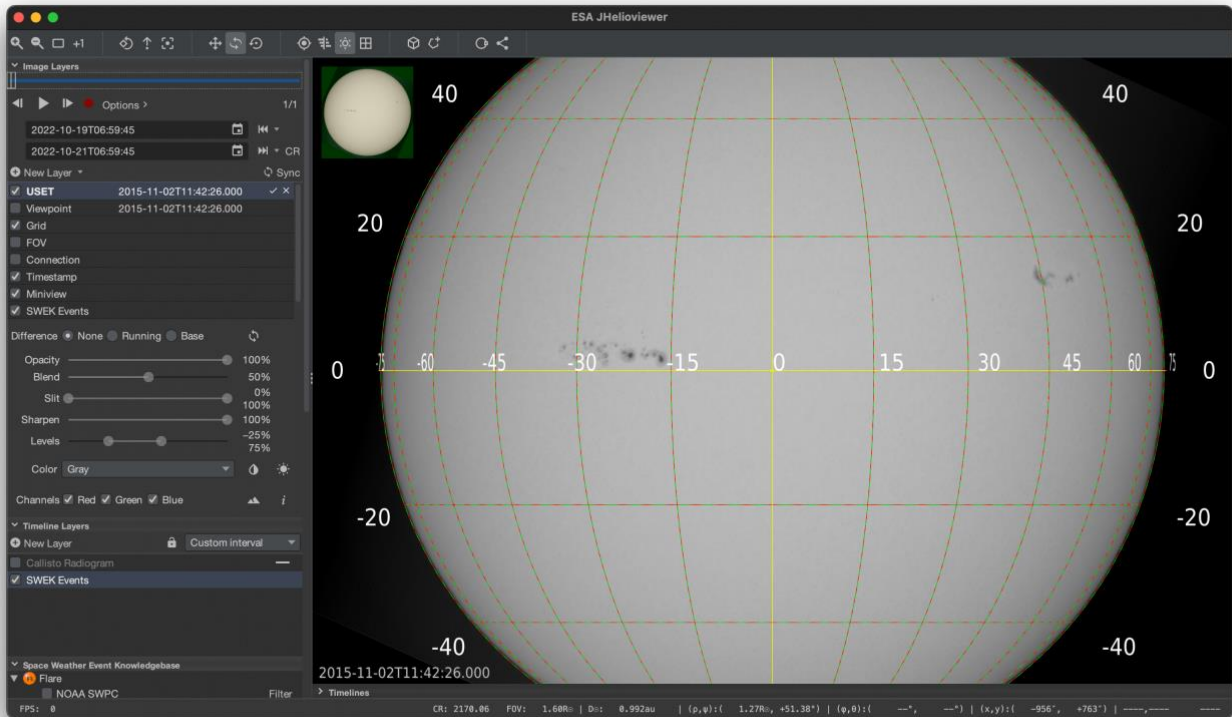 ESA JHelioviewer
+1
Image Layers
Options >
1/1
2022-10-19T06:59:45
2022-10-21T06:59:45
CR
New Layer
Sync
USET 2015-11-02T11:42:26.000
Viewpoint 2015-11-02T11:42:26.000
Grid
FOV
Connection
Timestamp
Miniview
SWEK Events
Difference None Running Base
Opacity 100%
Blend 50%
Slit 0%
100%
Sharpen 100%
Levels −25%
75%
Color Gray
Channels Red Green Blue i
Timeline Layers
New Layer Custom interval
Callisto Radiogram
SWEK Events
Space Weather Event Knowledgebase
Flare
NOAA SWPC Filter
40 40
20 20
0 -75 -60 -45 -30 -15 0 15 30 45 60 75 0
-20 -20
-40 -40
2015-11-02T11:42:26.000
> Timelines
FPS: 0 CR: 2170.06 FOV: 1.60R☉ | D☉: 0.992au | (ρ,ψ):( 1.27R☉, +51.38°) | (φ,θ):( --°, --°) | (x,y):( -956″, +763″) | ----,---- ----